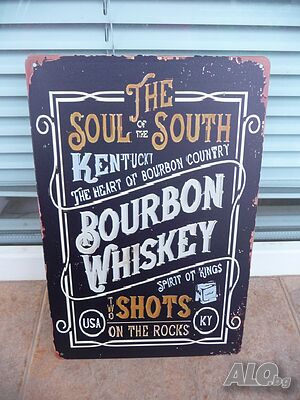 THE
SOUL OF THE SOUTH
KENTUCKY
THE HEART OF BOURBON COUNTRY
BOURBON
& WHISKEY
SPIRIT OF KINGS
TWO SHOTS
USA ON THE ROCKS KY
ALO.bg